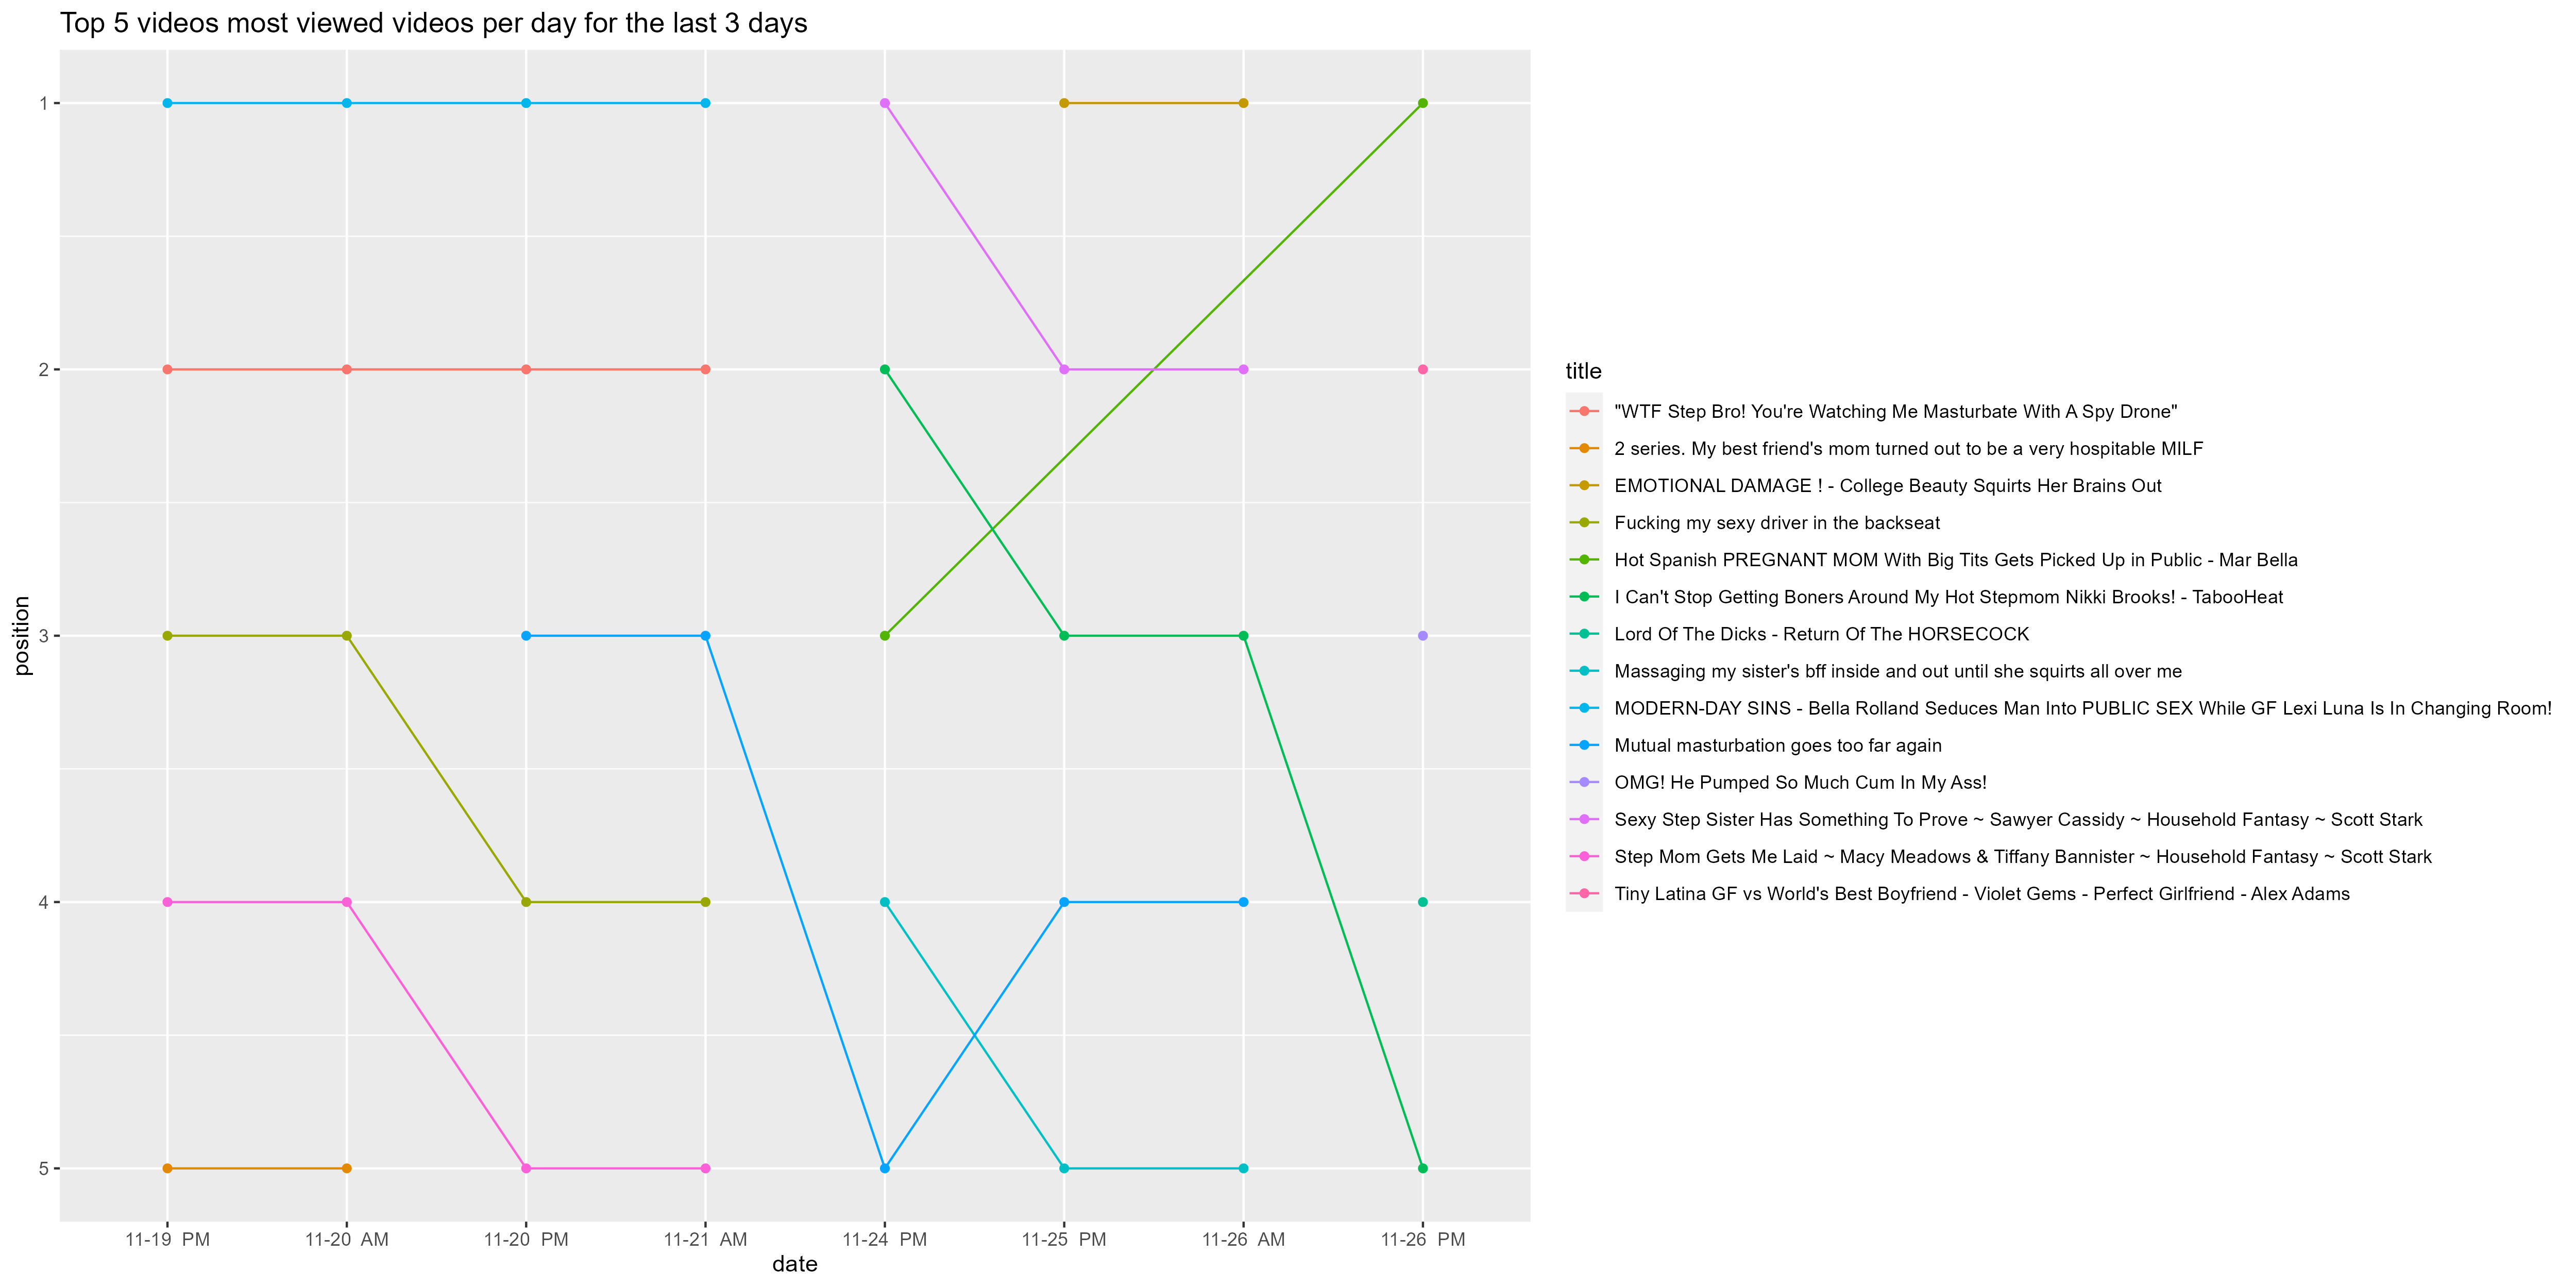 Top 5 videos most viewed videos per day for the last 3 days
position
1
2
3
4
5
11-19 PM
11-20 AM
11-20 PM
11-21 AM
11-24 PM
11-25 PM
11-26 AM
11-26 PM
date
title
"WTF Step Bro! You're Watching Me Masturbate With A Spy Drone"
2 series. My best friend's mom turned out to be a very hospitable MILF
EMOTIONAL DAMAGE ! - College Beauty Squirts Her Brains Out
Fucking my sexy driver in the backseat
Hot Spanish PREGNANT MOM With Big Tits Gets Picked Up in Public - Mar Bella
I Can't Stop Getting Boners Around My Hot Stepmom Nikki Brooks! - TabooHeat
Lord Of The Dicks - Return Of The HORSECOCK
Massaging my sister's bff inside and out until she squirts all over me
MODERN-DAY SINS - Bella Rolland Seduces Man Into PUBLIC SEX While GF Lexi Luna Is In Changing Room!
Mutual masturbation goes too far again
OMG! He Pumped So Much Cum In My Ass!
Sexy Step Sister Has Something To Prove ~ Sawyer Cassidy ~ Household Fantasy ~ Scott Stark
Step Mom Gets Me Laid ~ Macy Meadows & Tiffany Bannister ~ Household Fantasy ~ Scott Stark
Tiny Latina GF vs World's Best Boyfriend - Violet Gems - Perfect Girlfriend - Alex Adams